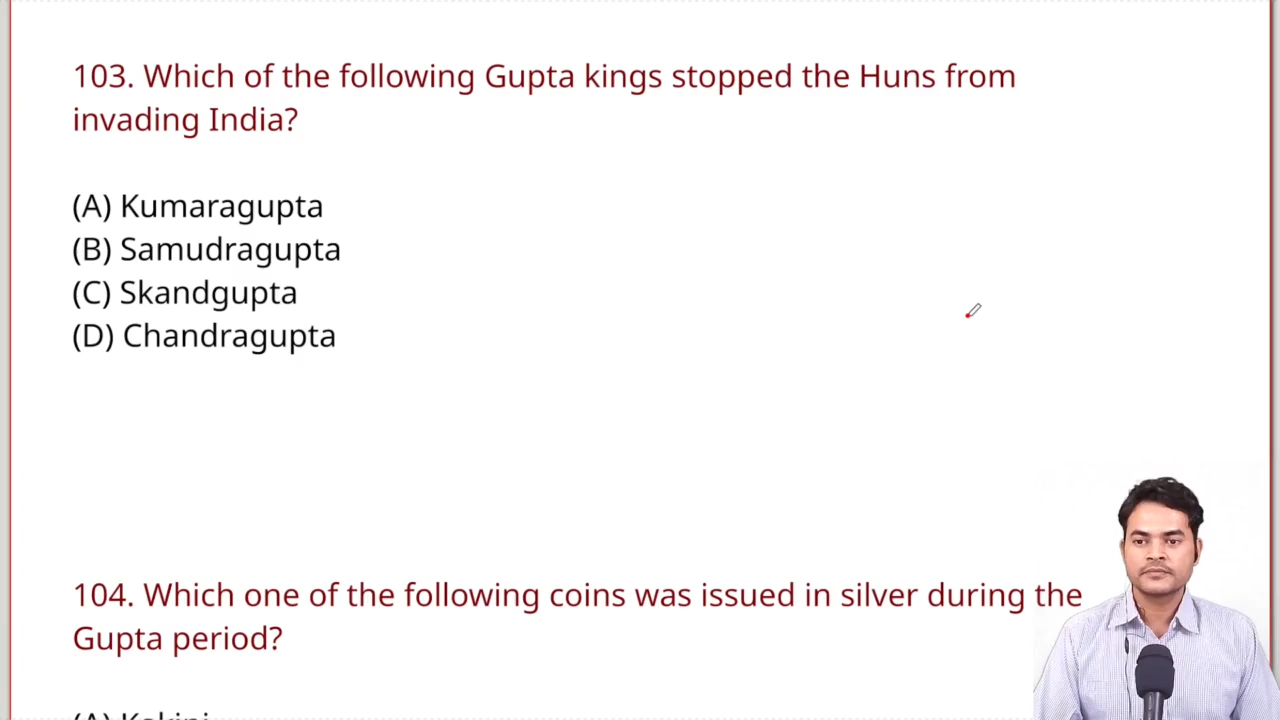 103. Which of the following Gupta kings stopped the Huns from
invading India?
(A) Kumaragupta
(B) Samudragupta
(C) Skandgupta
(D) Chandragupta
104. Which one of the following coins was issued in silver during the
Gupta period?
(A) Kakini